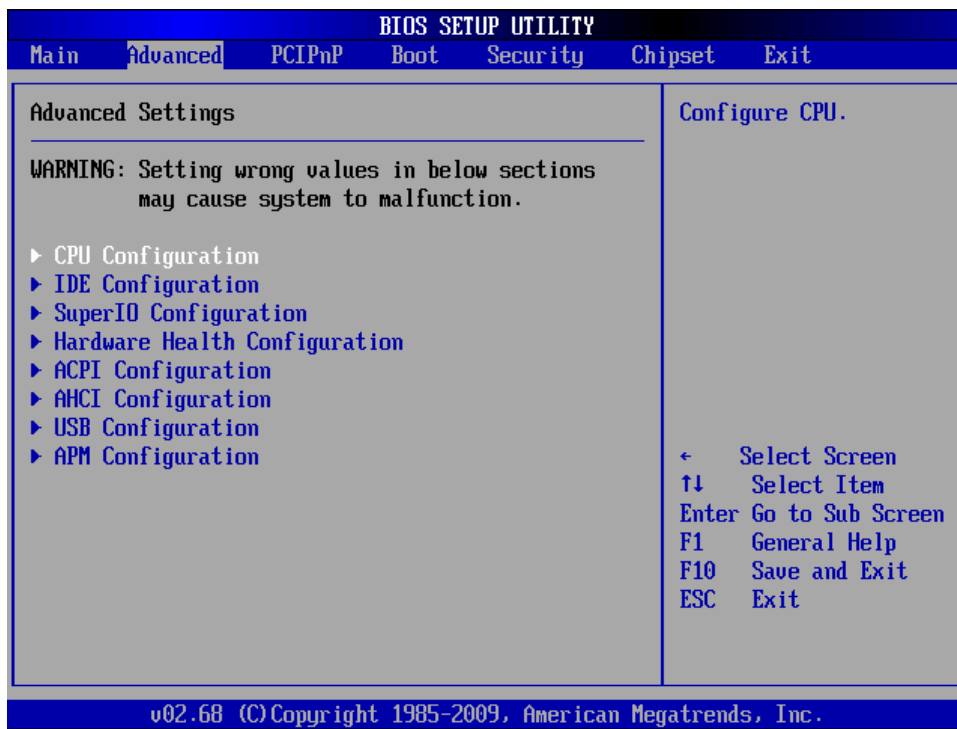 BIOS SETUP UTILITY
Main Advanced PCIPnP Boot Security Chipset Exit
Advanced Settings
WARNING: Setting wrong values in below sections
may cause system to malfunction.
CPU Configuration
IDE Configuration
SuperIO Configuration
Hardware Health Configuration
ACPI Configuration
AHCI Configuration
USB Configuration
APM Configuration
Configure CPU.
← Select Screen
↑↓ Select Item
Enter Go to Sub Screen
F1 General Help
F10 Save and Exit
ESC Exit
v02.68 (C)Copyright 1985-2009, American Megatrends, Inc.